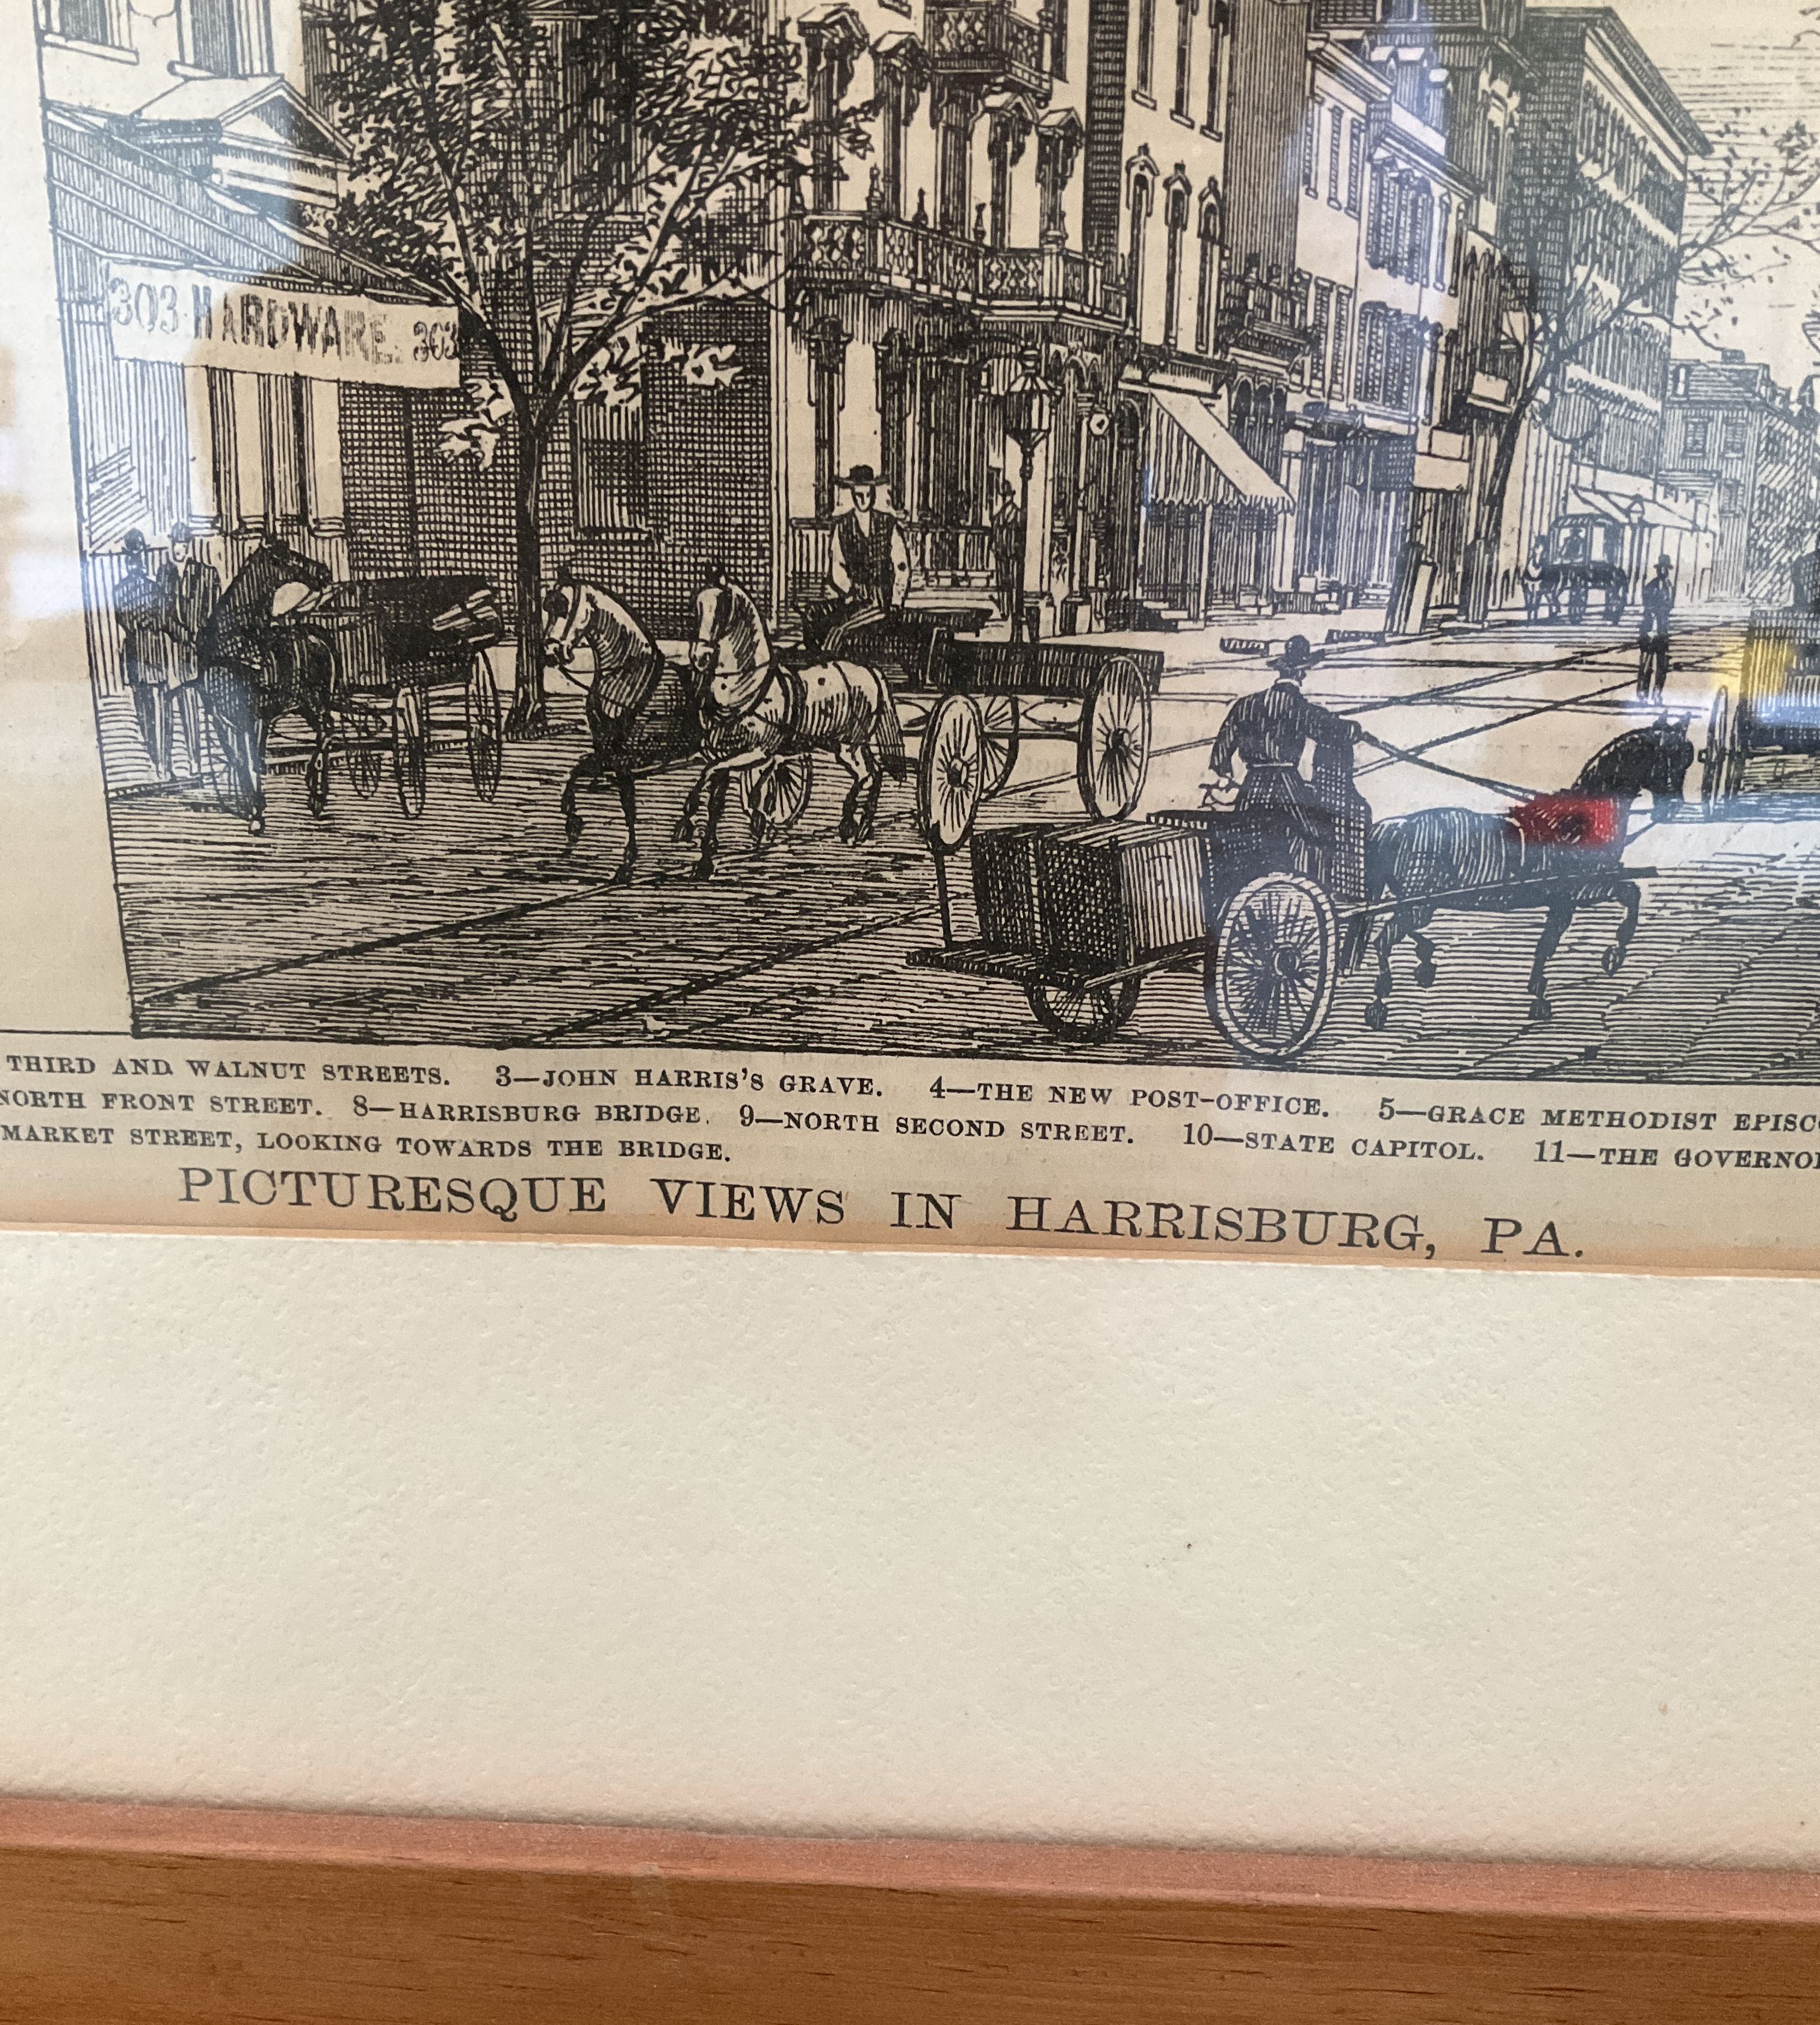 303 HARDWARE. 303
THIRD AND WALNUT STREETS. 3—JOHN HARRIS'S GRAVE. 4—THE NEW POST-OFFICE. 5—GRACE METHODIST EPISC
NORTH FRONT STREET. 8—HARRISBURG BRIDGE. 9—NORTH SECOND STREET. 10—STATE CAPITOL. 11—THE GOVERNO
MARKET STREET, LOOKING TOWARDS THE BRIDGE.
PICTURESQUE VIEWS IN HARRISBURG, PA.